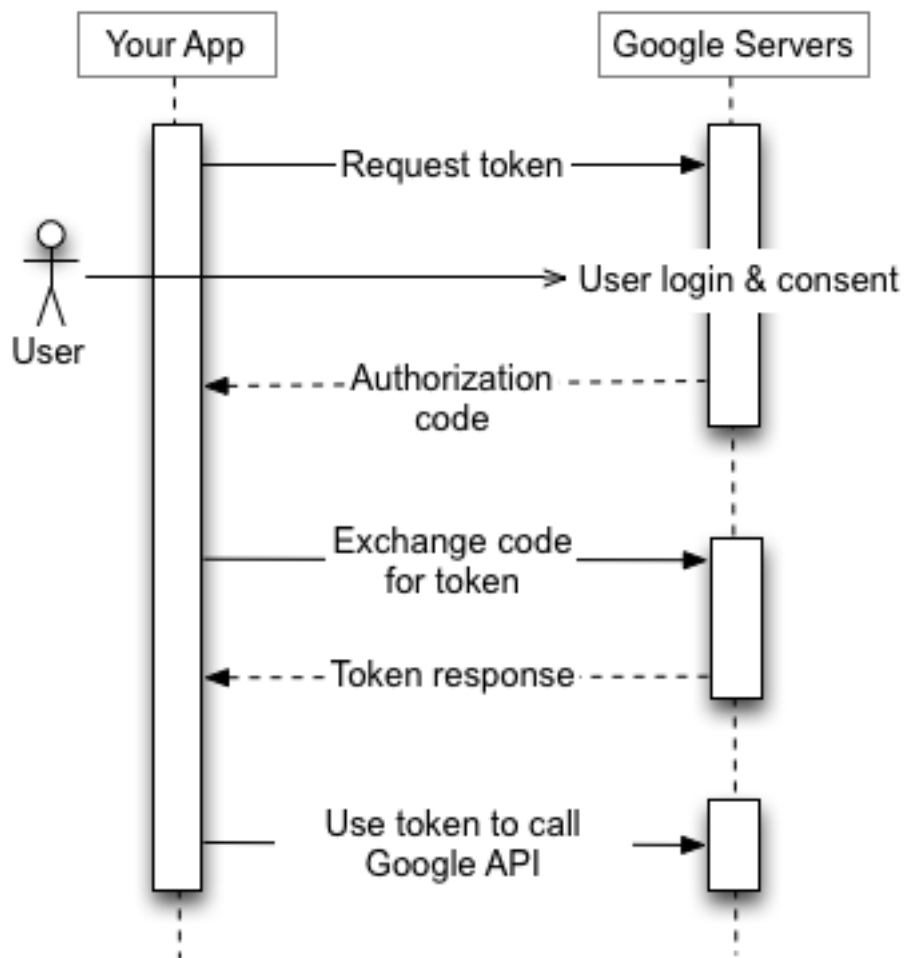 Your App
Google Servers
Request token
User login & consent
User
Authorization
code
Exchange code
for token
Token response
Use token to call
Google API